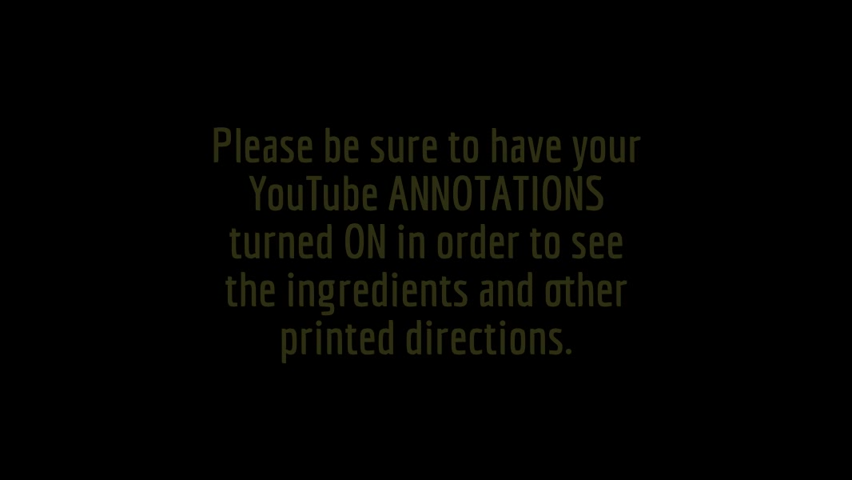 Please be sure to have your
YouTube ANNOTATIONS
turned ON in order to see
the ingredients and other
printed directions.